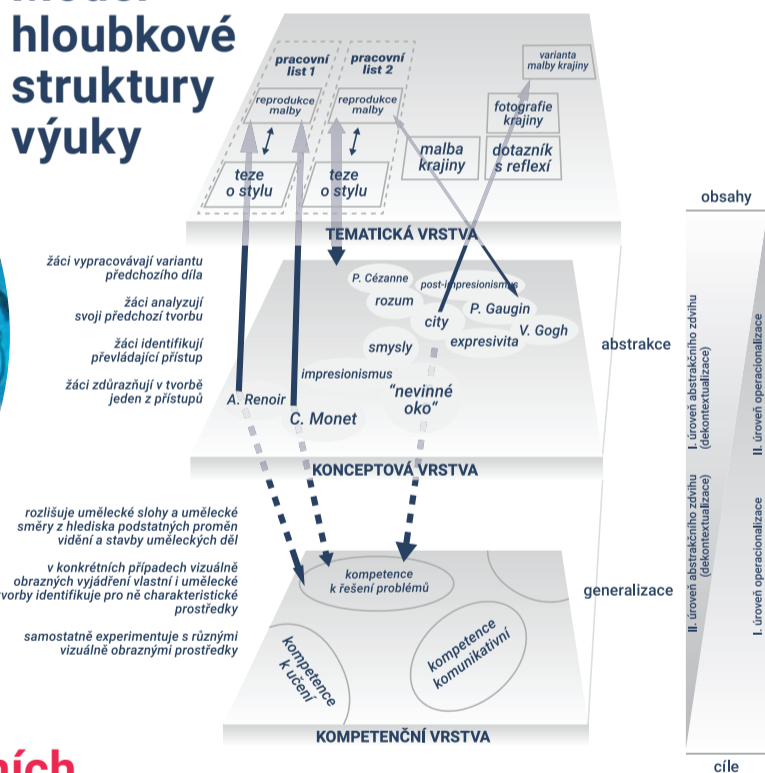 model
hloubkové
struktury
výuky
pracovní
list 1
pracovní
list 2
varianta
malby krajiny
reprodukce
malby
reprodukce
malby
fotografie
krajiny
malba
krajiny
dotazník
s reflexí
teze
o stylu
teze
o stylu
TEMATICKÁ VRSTVA
obsahy
žáci vypracovávají variantu
předchozího díla
žáci analyzují
svoji předchozí tvorbu
žáci identifikují
převládající přístup
žáci zdůrazňují v tvorbě
jeden z přístupů
P. Cézanne
post-impresionismus
rozum
P. Gaugin
city
V. Gogh
expresivita
smysly
impresionismus
"nevinné
oko"
A. Renoir
C. Monet
KONCEPTOVÁ VRSTVA
abstrakce
I. úroveň abstrakčního zdvihu
(dekontextualizace)
II. úroveň operacionalizace
rozlišuje umělecké slohy a umělecké
směry z hlediska podstatných proměn
vidění a stavby uměleckých děl
v konkrétních případech vizuálně
obrazných vyjádření vlastní i umělecké
tvorby identifikuje pro ně charakteristické
prostředky
samostatně experimentuje s různými
vizuálně obraznými prostředky
kompetence
k řešení problémů
kompetence
k učení
kompetence
komunikativní
KOMPETENČNÍ VRSTVA
generalizace
II. úroveň abstrakčního zdvihu
(dekontextualizace)
I. úroveň operacionalizace
cíle